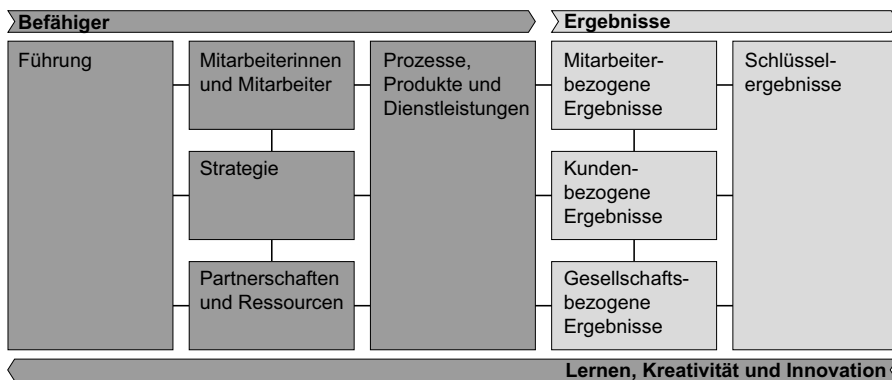 Befähiger
Ergebnisse
Führung
Mitarbeiterinnen
und Mitarbeiter
Strategie
Partnerschaften
und Ressourcen
Prozesse,
Produkte und
Dienstleistungen
Mitarbeiter-
bezogene
Ergebnisse
Kunden-
bezogene
Ergebnisse
Gesellschafts-
bezogene
Ergebnisse
Schlüssel-
ergebnisse
Lernen, Kreativität und Innovation